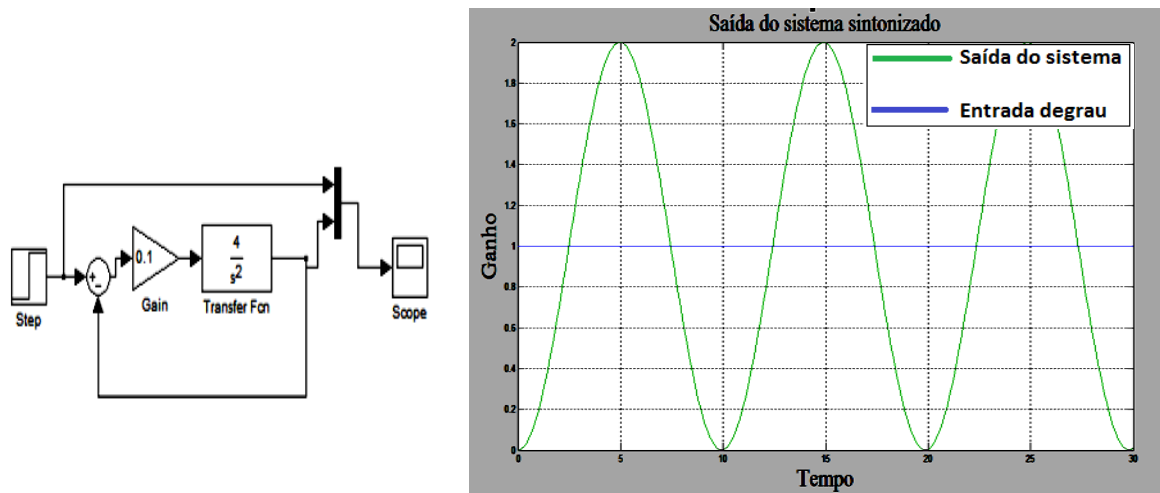 Step
+
-
0.1
Gain
4
s2
Transfer Fcn
Scope
Saída do sistema sintonizado
Saída do sistema
Entrada degrau
Ganho
2
1.8
1.6
1.4
1.2
1
0.8
0.6
0.4
0.2
0
0 5 10 15 20 25 30
Tempo